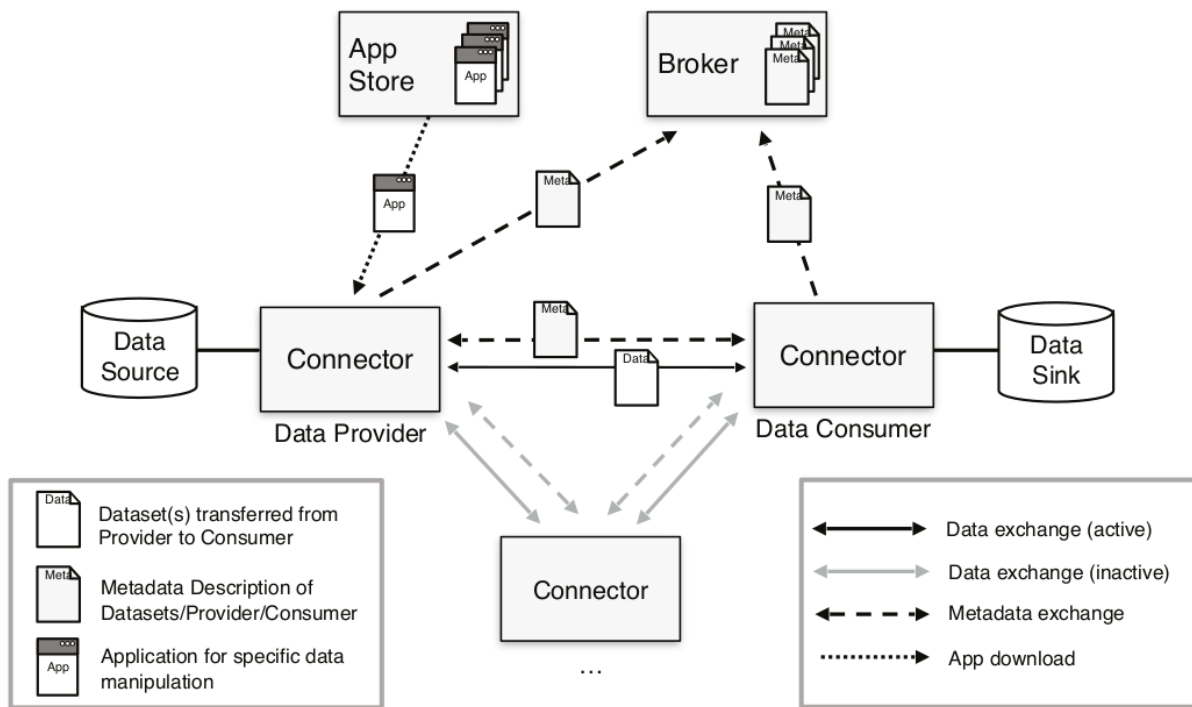 App
Store
App
Broker
Meta
Meta
Meta
App
Meta
Meta
Data
Source
Connector
Data Provider
Meta
Data
Connector
Data Consumer
Data
Sink
Data
Dataset(s) transferred from
Provider to Consumer
Meta
Metadata Description of
Datasets/Provider/Consumer
App
Application for specific data
manipulation
Connector
...
Data exchange (active)
Data exchange (inactive)
Metadata exchange
App download